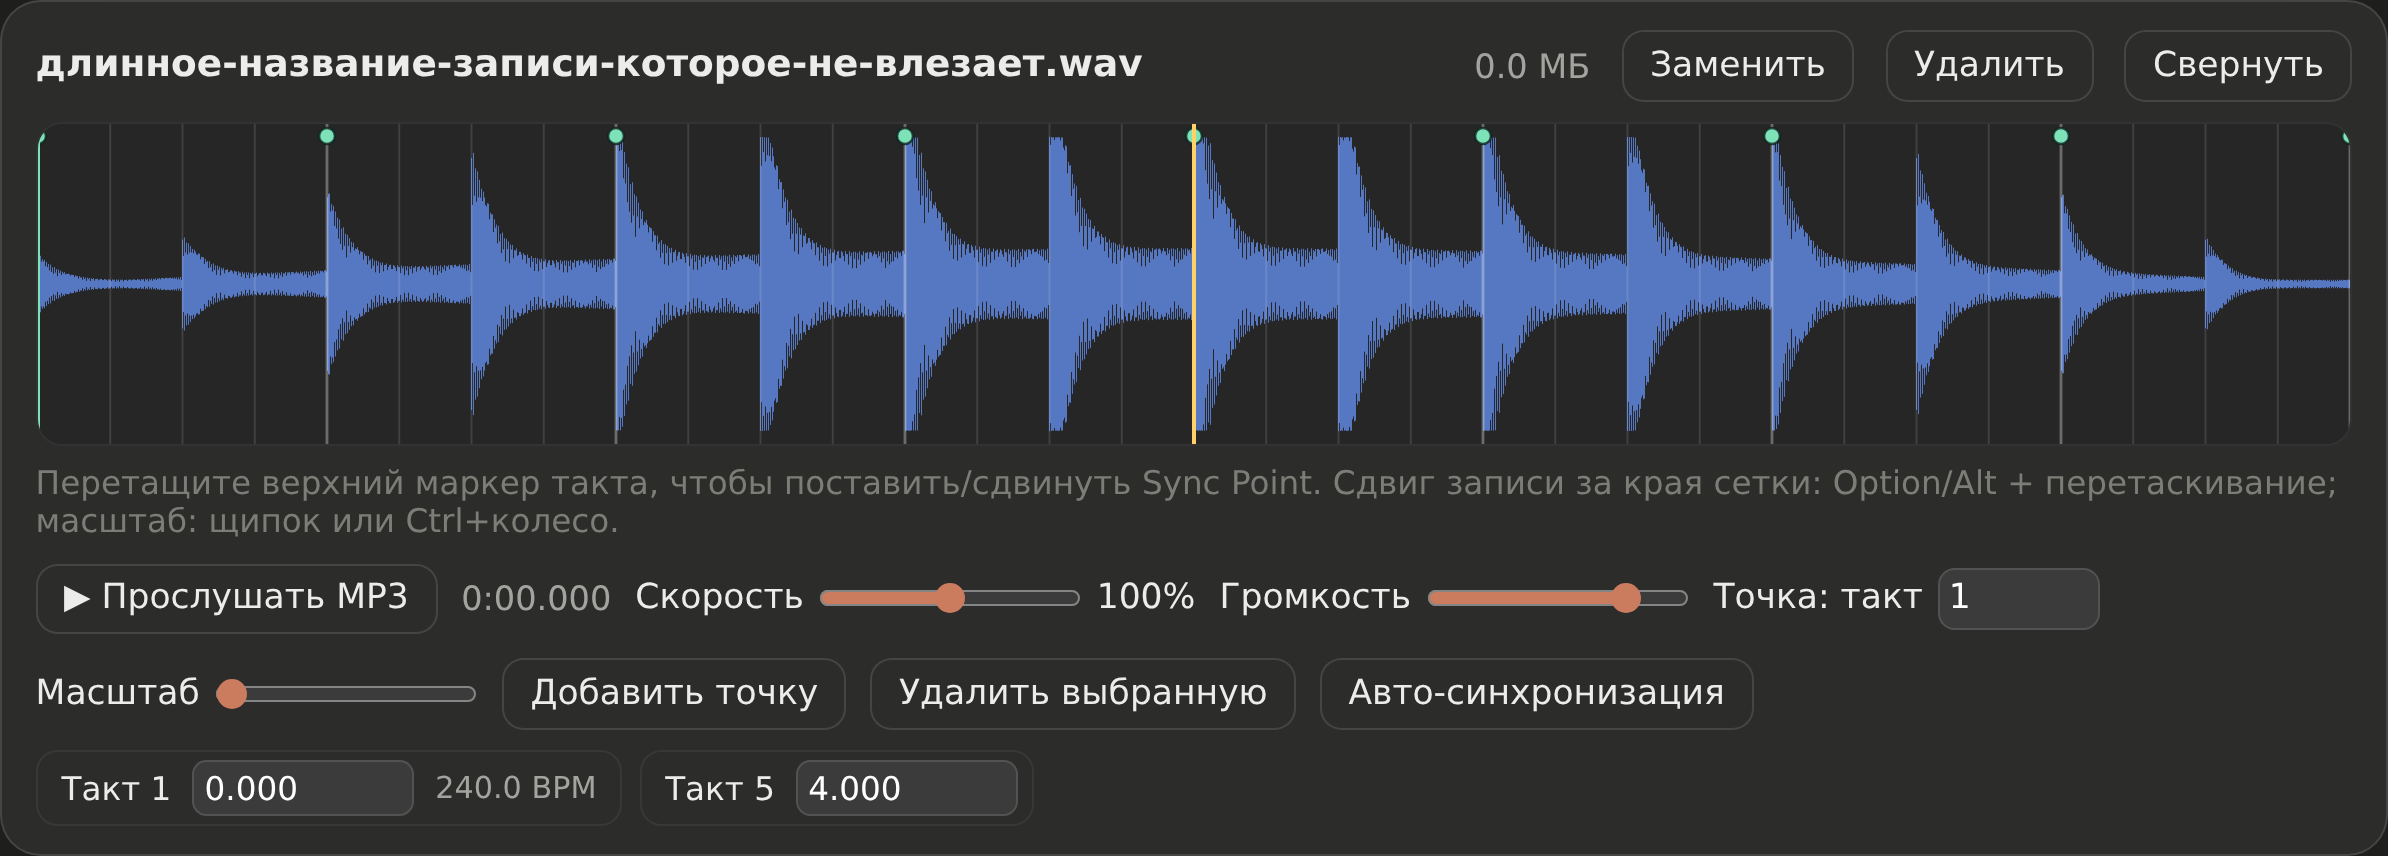 длинное-название-записи-которое-не-влезает.wav 0.0 МБ Заменить Удалить Свернуть
Перетащите верхний маркер такта, чтобы поставить/сдвинуть Sync Point. Сдвиг записи за края сетки: Option/Alt + перетаскивание;
масштаб: щипок или Ctrl+колесо.
▶ Прослушать MP3 0:00.000 Скорость 100% Громкость Точка: такт 1
Масштаб Добавить точку Удалить выбранную Авто-синхронизация
Такт 1 0.000 240.0 BPM Такт 5 4.000